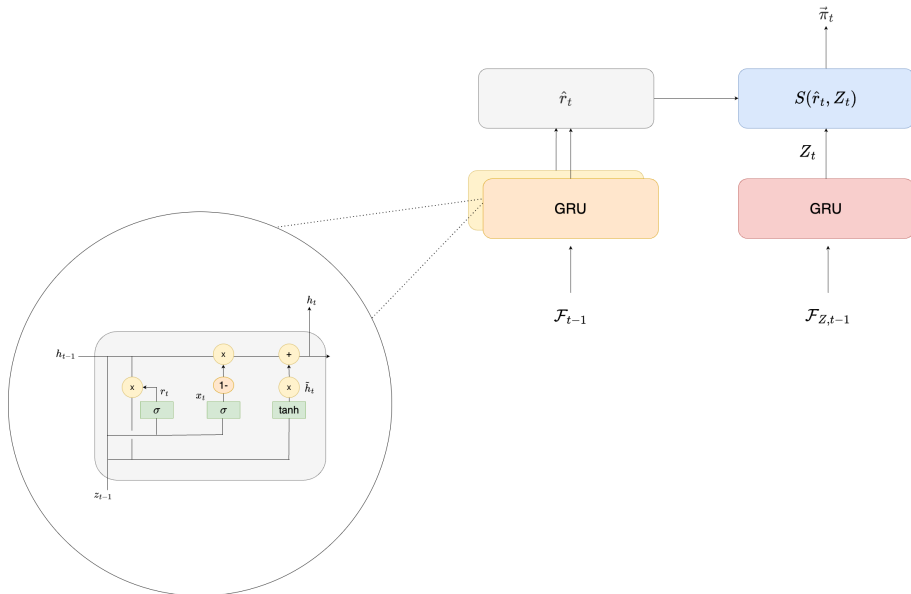 π⃗_t
r̂_t
S(r̂_t, Z_t)
Z_t
GRU
GRU
F_{t−1}
F_{Z,t−1}
h_t
h_{t−1}
x
+
x
r_t
x_t
1-
x
h̃_t
σ
σ
tanh
z_{t−1}